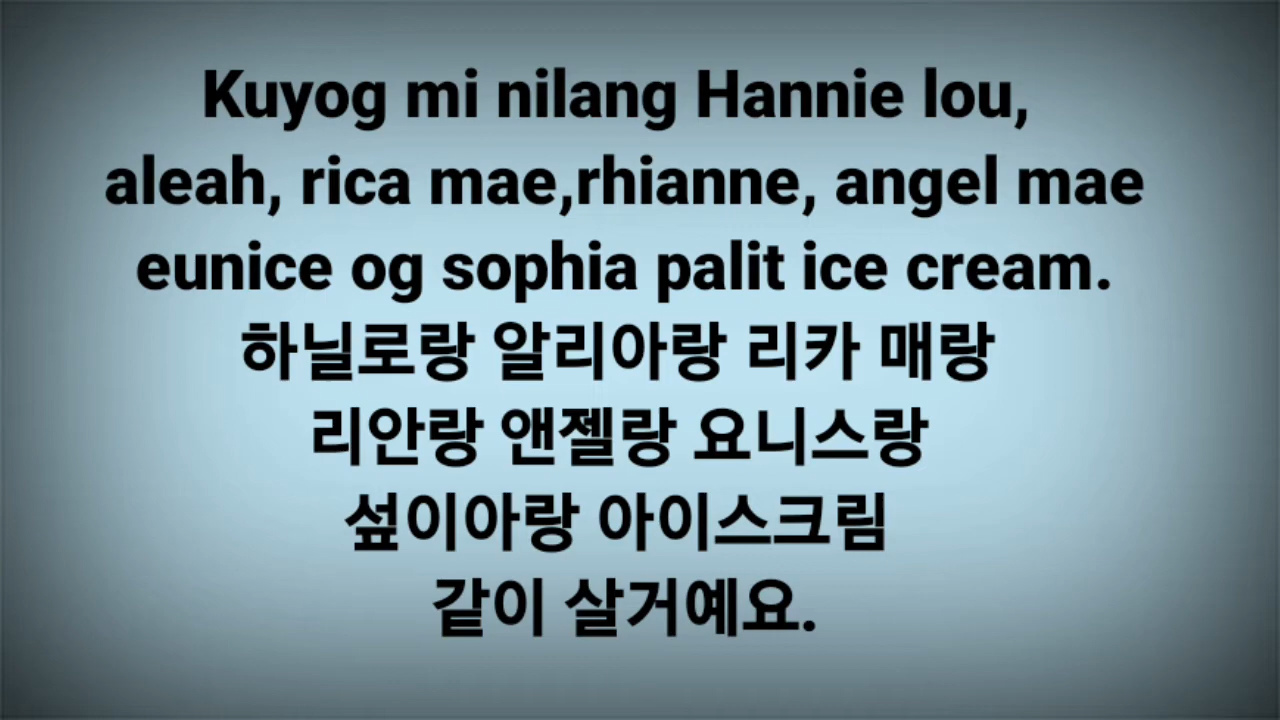 Kuyog mi nilang Hannie lou,
aleah, rica mae,rhianne, angel mae
eunice og sophia palit ice cream.
하닐로랑 알리아랑 리카 매랑
리안랑 앤젤랑 요니스랑
섶이아랑 아이스크림
같이 살거예요.